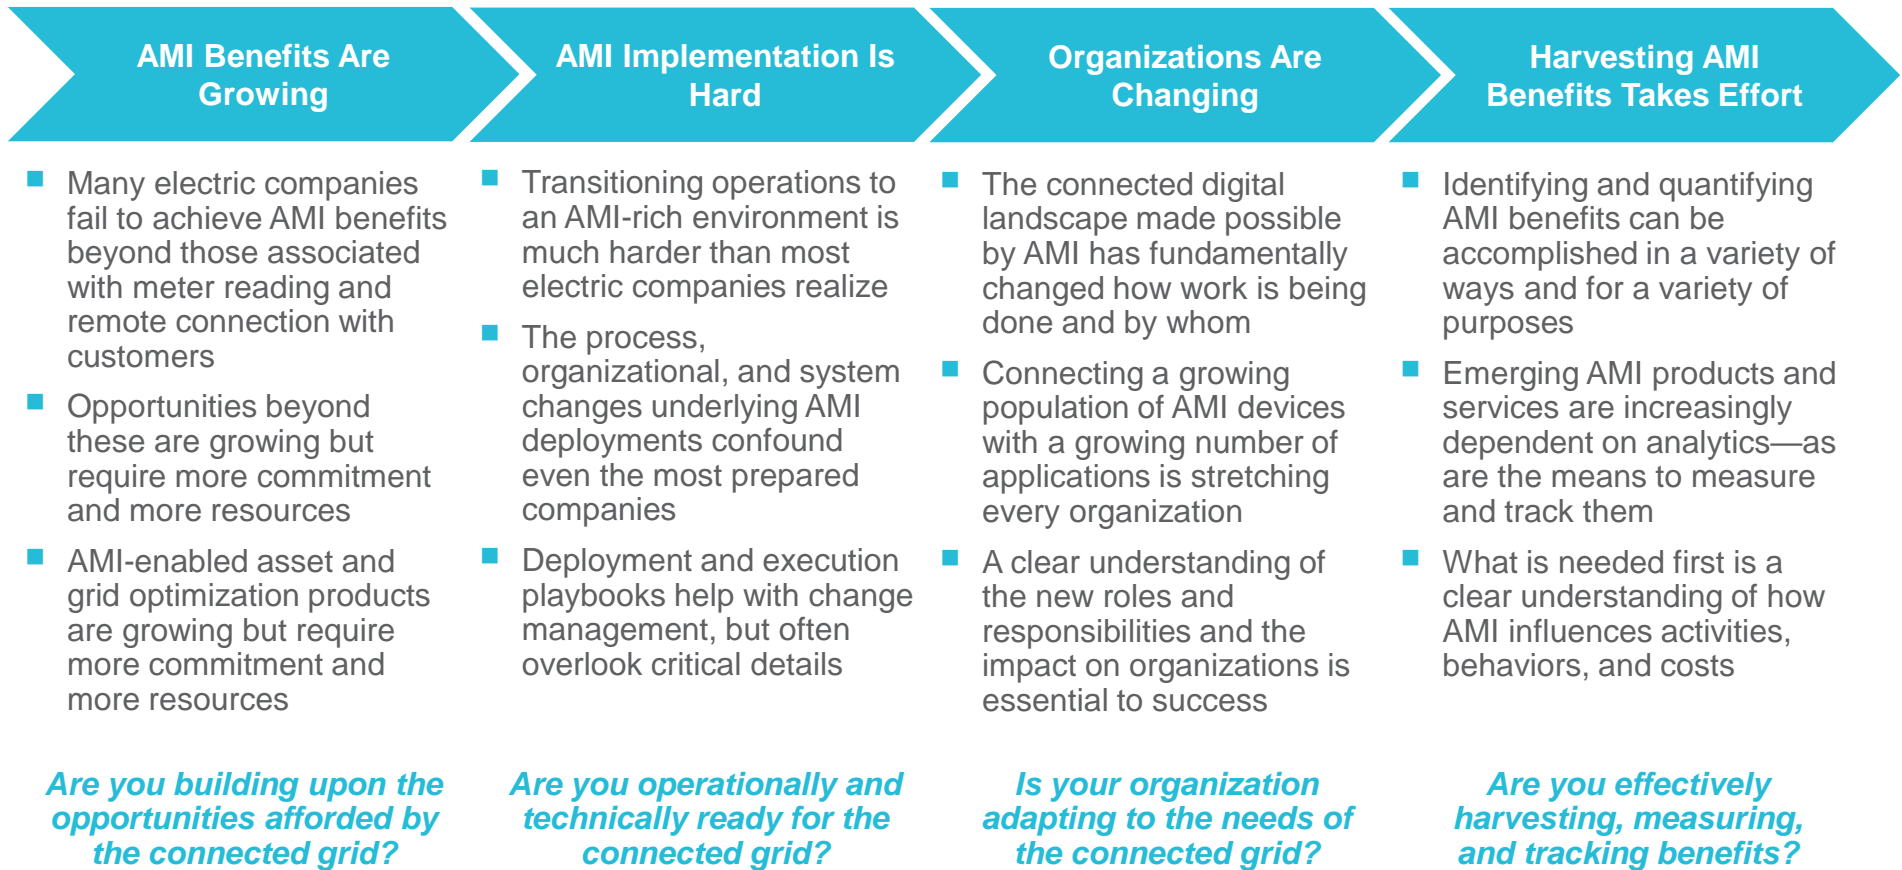 AMI Benefits Are
Growing
Many electric companies
fail to achieve AMI benefits
beyond those associated
with meter reading and
remote connection with
customers
Opportunities beyond
these are growing but
require more commitment
and more resources
AMI-enabled asset and
grid optimization products
are growing but require
more commitment and
more resources
Are you building upon the
opportunities afforded by
the connected grid?
AMI Implementation Is
Hard
Transitioning operations to
an AMI-rich environment is
much harder than most
electric companies realize
The process,
organizational, and system
changes underlying AMI
deployments confound
even the most prepared
companies
Deployment and execution
playbooks help with change
management, but often
overlook critical details
Are you operationally and
technically ready for the
connected grid?
Organizations Are
Changing
The connected digital
landscape made possible
by AMI has fundamentally
changed how work is being
done and by whom
Connecting a growing
population of AMI devices
with a growing number of
applications is stretching
every organization
A clear understanding of
the new roles and
responsibilities and the
impact on organizations is
essential to success
Is your organization
adapting to the needs of
the connected grid?
Harvesting AMI
Benefits Takes Effort
Identifying and quantifying
AMI benefits can be
accomplished in a variety of
ways and for a variety of
purposes
Emerging AMI products and
services are increasingly
dependent on analytics—as
are the means to measure
and track them
What is needed first is a
clear understanding of how
AMI influences activities,
behaviors, and costs
Are you effectively
harvesting, measuring,
and tracking benefits?